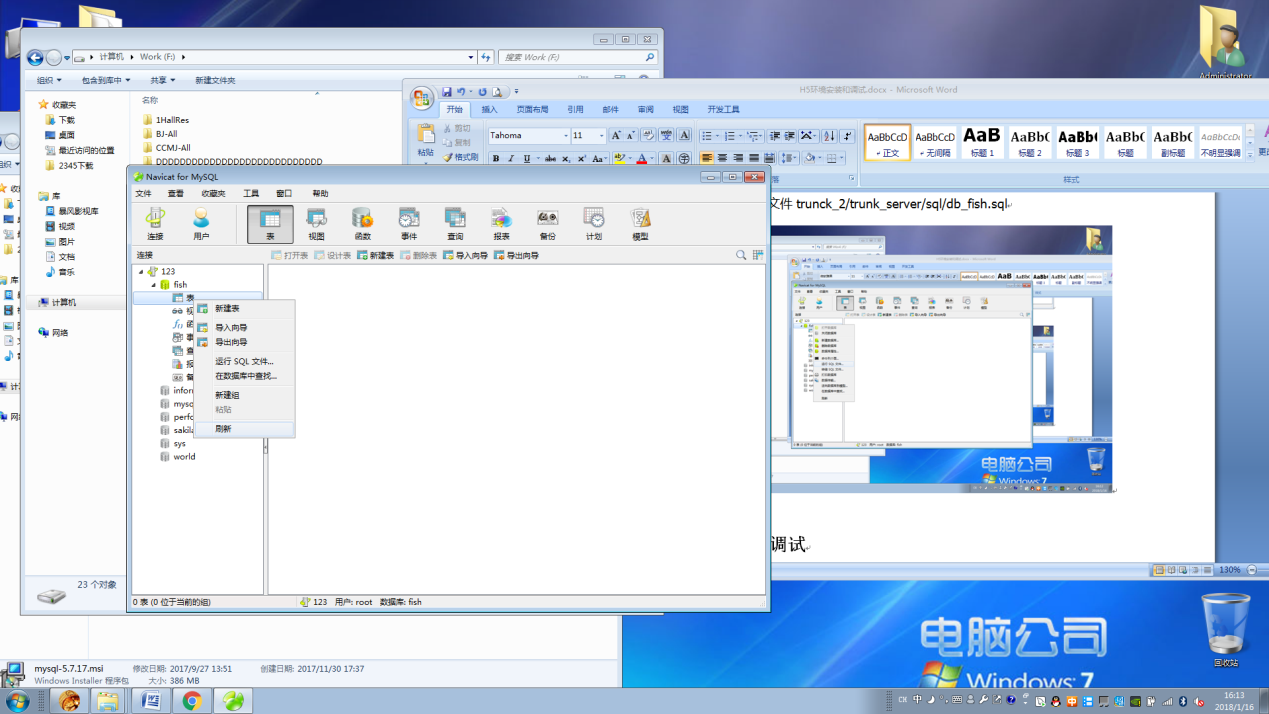 Administrator
计算机 Work (F:)
搜索 Work (F:)
组织 包含到库中 共享 新建文件夹
收藏夹
下载
桌面
最近访问的位置
2345下载
库
暴风影视库
视频
图片
文档
音乐
计算机
网络
名称
1HallRes
BJ-All
CCMJ-All
DDDDDDDDDDDDDDDDDDDDDDDDDDDDD
23 个对象
H5环境安装和调试.docx - Microsoft Word
开始 插入 页面布局 引用 邮件 审阅 视图 开发工具
粘贴
剪切
复制
格式刷
Tahoma 11
AaBbCcD AaBbCcD AaB AaBb( AaBb( AaBb( AaBb( AaBbCcDc
正文 无间隔 标题 1 标题 2 标题 3 标题 副标题 不明显强调
样式
文件 trunck_2/trunk_server/sql/db_fish.sql
调试
130%
Navicat for MySQL
文件 查看 收藏夹 工具 窗口 帮助
连接 用户 表 视图 函数 事件 查询 报表 备份 计划 模型
连接
打开表 设计表 新建表 删除表 导入向导 导出向导
123
fish
表
sys
world
新建表
导入向导
导出向导
运行 SQL 文件...
在数据库中查找...
新建组
粘贴
刷新
0 表 (0 位于当前的组) 123 用户: root 数据库: fish
mysql-5.7.17.msi 修改日期: 2017/9/27 13:51 创建日期: 2017/11/30 17:37
Windows Installer 程序包 大小: 386 MB
电脑公司
Windows 7
回收站
CH 中
16:13
2018/1/16